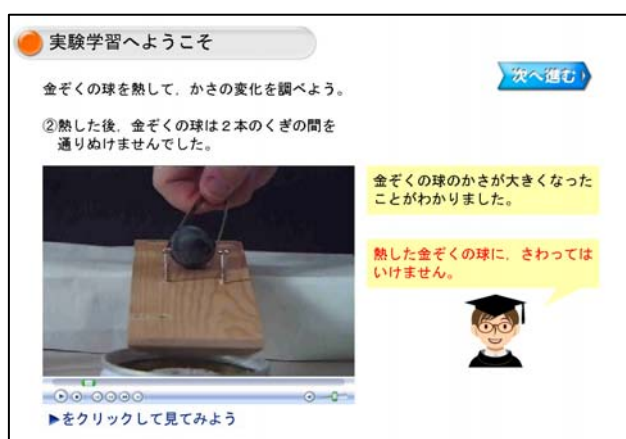 実験学習へようこそ
次へ進む
金ぞくの球を熱して，かさの変化を調べよう。
②熱した後，金ぞくの球は２本のくぎの間を
通りぬけませんでした。
金ぞくの球のかさが大きくなった
ことがわかりました。
熱した金ぞくの球に，さわっては
いけません。
▶をクリックして見てみよう